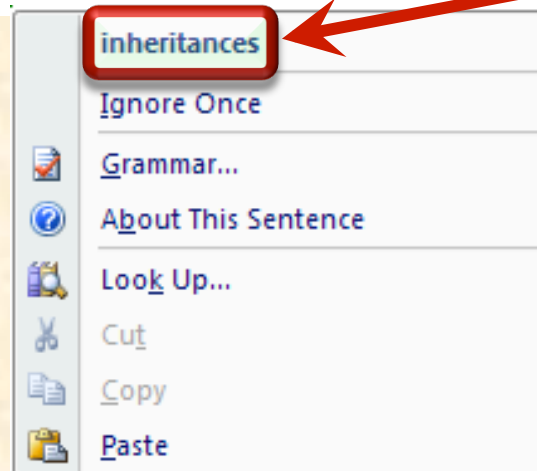 inheritances
Ignore Once
Grammar...
About This Sentence
Look Up...
Cut
Copy
Paste